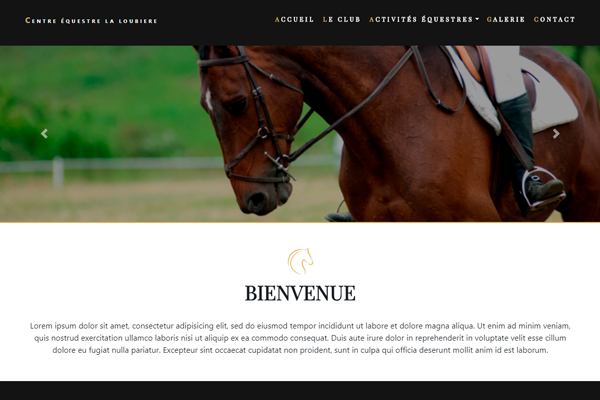 Centre équestre la loubiere
Accueil Le club Activités équestres Galerie Contact
BIENVENUE
Lorem ipsum dolor sit amet, consectetur adipisicing elit, sed do eiusmod tempor incididunt ut labore et dolore magna aliqua. Ut enim ad minim veniam,
quis nostrud exercitation ullamco laboris nisi ut aliquip ex ea commodo consequat. Duis aute irure dolor in reprehenderit in voluptate velit esse cillum
dolore eu fugiat nulla pariatur. Excepteur sint occaecat cupidatat non proident, sunt in culpa qui officia deserunt mollit anim id est laborum.